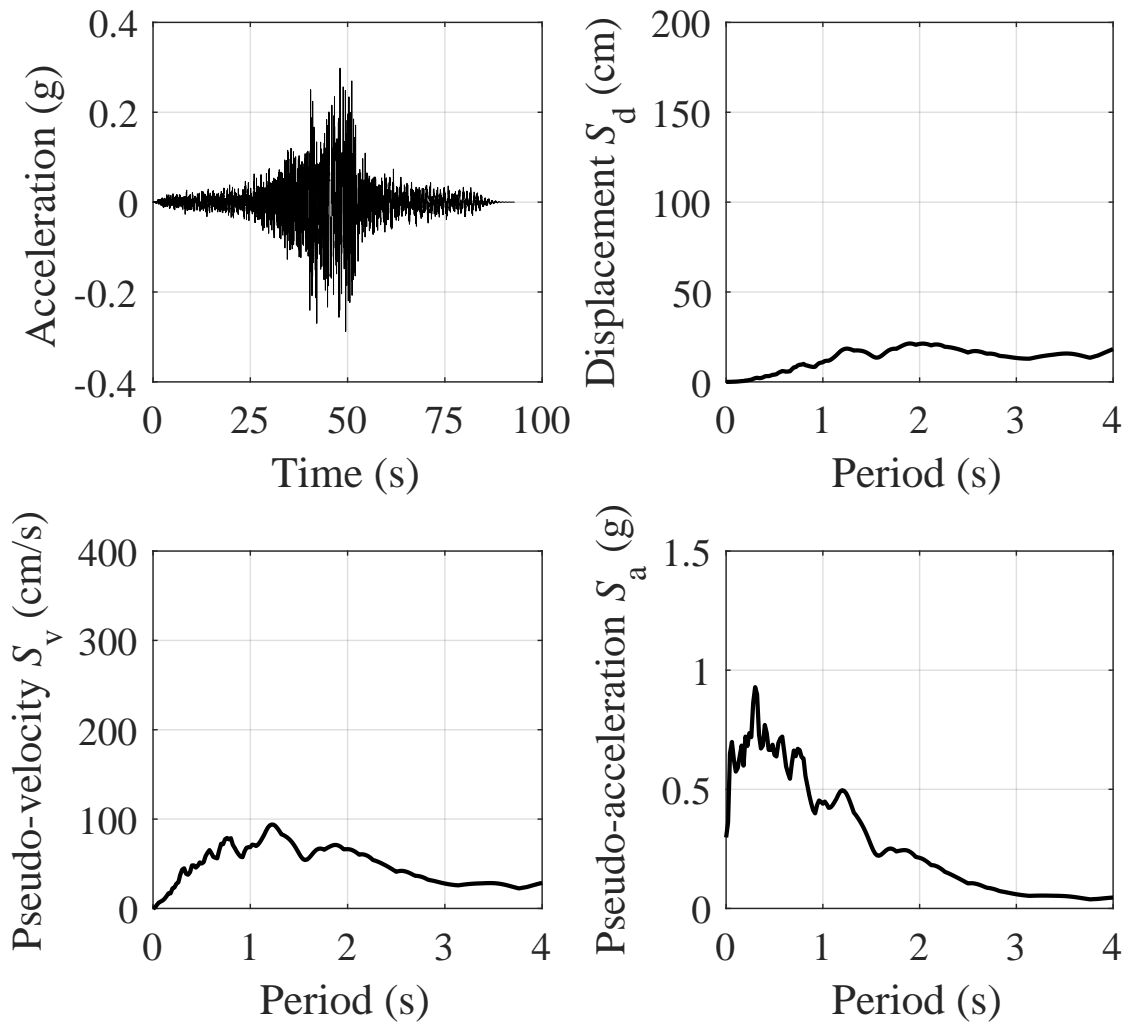 Acceleration (g)
0.4
0.2
0
-0.2
-0.4
0 25 50 75 100
Time (s)
Displacement Sd (cm)
200
150
100
50
0
0 1 2 3 4
Period (s)
Pseudo-velocity Sv (cm/s)
400
300
200
100
0
0 1 2 3 4
Period (s)
Pseudo-acceleration Sa (g)
1.5
1
0.5
0
0 1 2 3 4
Period (s)